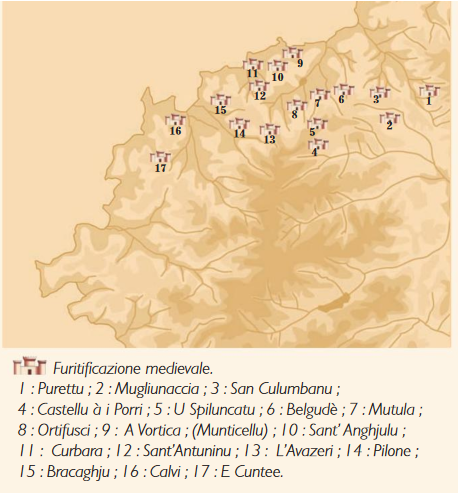 9
11
10
12
6
3
1
7
15
8
2
16
14
13
5
4
17
Furitificazione medievale.
1 : Purettu ; 2 : Mugliunaccia ; 3 : San Culumbanu ;
4 : Castellu à i Porri ; 5 : U Spiluncatu ; 6 : Belgudè ; 7 : Mutula ;
8 : Ortifusci ; 9 : A Vortica ; (Municellu) ; 10 : Sant' Anghjulu ;
11 : Curbara ; 12 : Sant'Antuninu ; 13 : L'Avazeri ; 14 : Pilone ;
15 : Bracaghju ; 16 : Calvi ; 17 : E Cuntee.